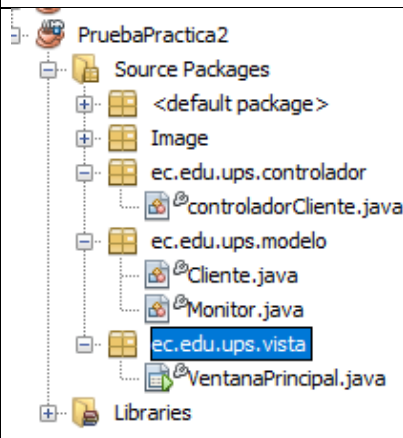 PruebaPractica2
Source Packages
<default package>
Image
ec.edu.ups.controlador
controladorCliente.java
ec.edu.ups.modelo
Cliente.java
Monitor.java
ec.edu.ups.vista
VentanaPrincipal.java
Libraries